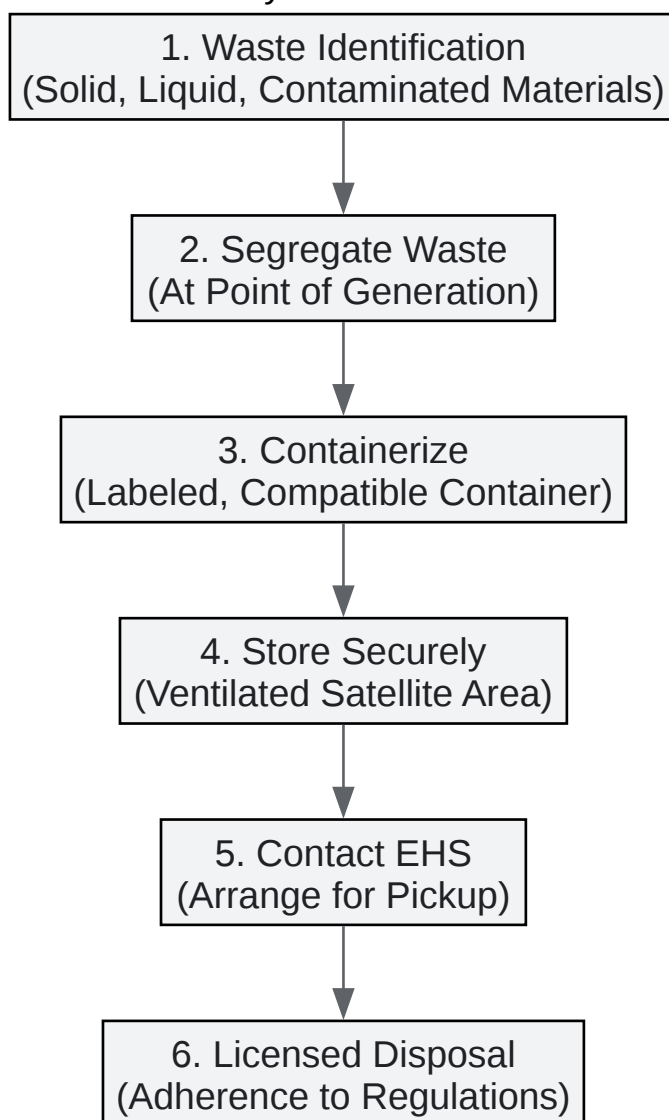 1. Waste Identification
(Solid, Liquid, Contaminated Materials)
2. Segregate Waste
(At Point of Generation)
3. Containerize
(Labeled, Compatible Container)
4. Store Securely
(Ventilated Satellite Area)
5. Contact EHS
(Arrange for Pickup)
6. Licensed Disposal
(Adherence to Regulations)